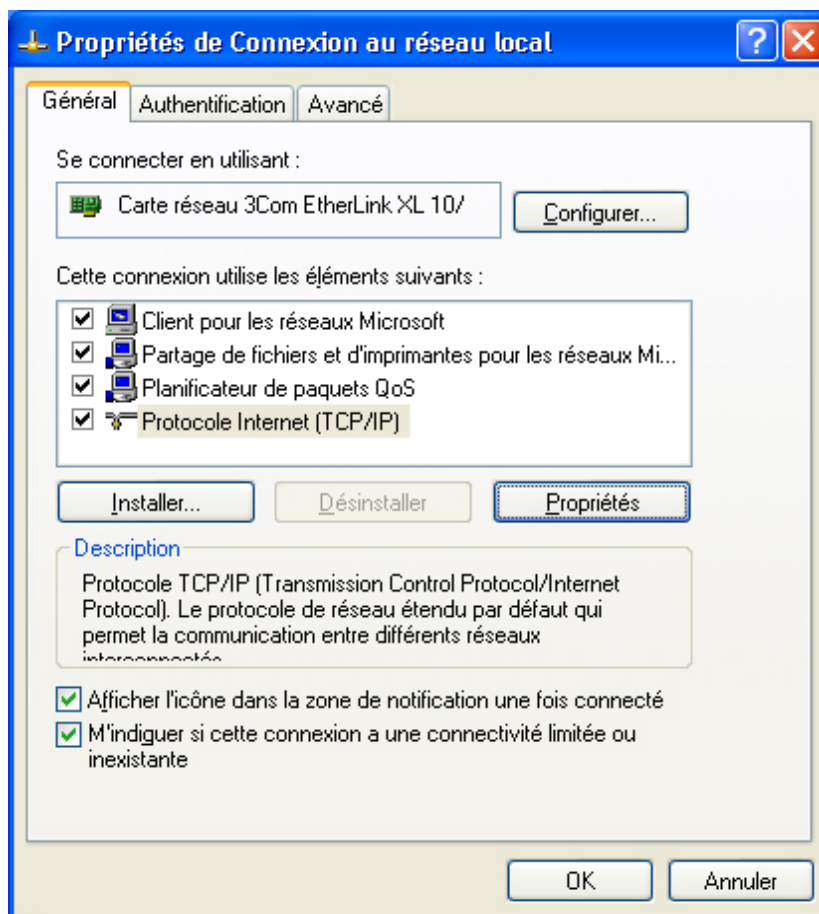 Propriétés de Connexion au réseau local
Général Authentification Avancé
Se connecter en utilisant :
Carte réseau 3Com EtherLink XL 10/
Configurer...
Cette connexion utilise les éléments suivants :
Client pour les réseaux Microsoft
Partage de fichiers et d'imprimantes pour les réseaux Mi...
Planificateur de paquets QoS
Protocole Internet (TCP/IP)
Installer... Désinstaller Propriétés
Description
Protocole TCP/IP (Transmission Control Protocol/Internet
Protocol). Le protocole de réseau étendu par défaut qui
permet la communication entre différents réseaux
interconnectés.
Afficher l'icône dans la zone de notification une fois connecté
M'indiquer si cette connexion a une connectivité limitée ou
inexistante
OK Annuler